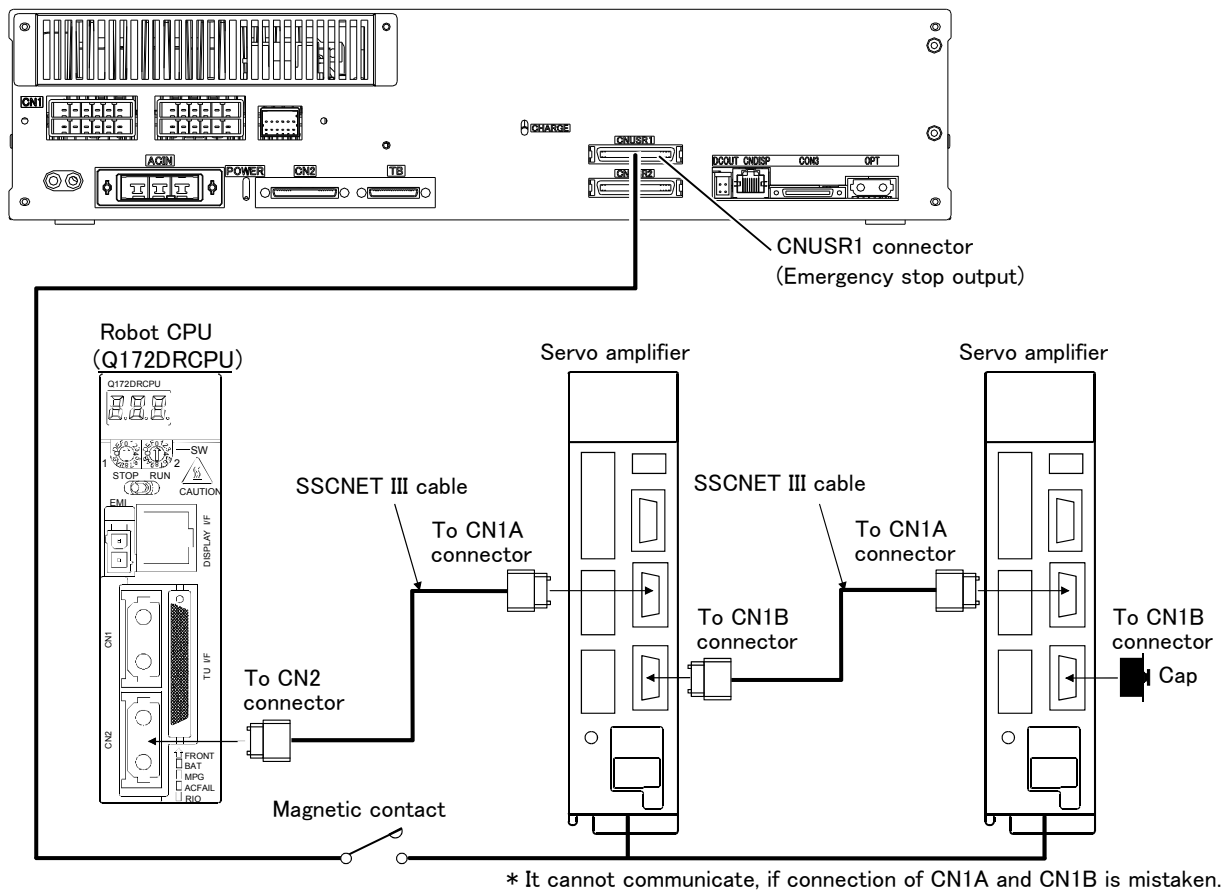 CN1
ACIN
POWER
CN2
TB
CHARGE
CNUSR1
DCOUT CNDISP CON3 OPT
CNUSR1 connector
(Emergency stop output)
Robot CPU
(Q172DRCPU)
Servo amplifier
Servo amplifier
Q172DRCPU
SW
1
2
STOP RUN
CAUTION
EMI
DISPLAY I/F
SSCNET III cable
SSCNET III cable
To CN1A
connector
To CN1A
connector
CN1
TU I/F
To CN1B
connector
To CN1B
connector
Cap
To CN2
connector
CN2
FRONT
BAT
MPG
ACFAIL
RIO
Magnetic contact
* It cannot communicate, if connection of CN1A and CN1B is mistaken.